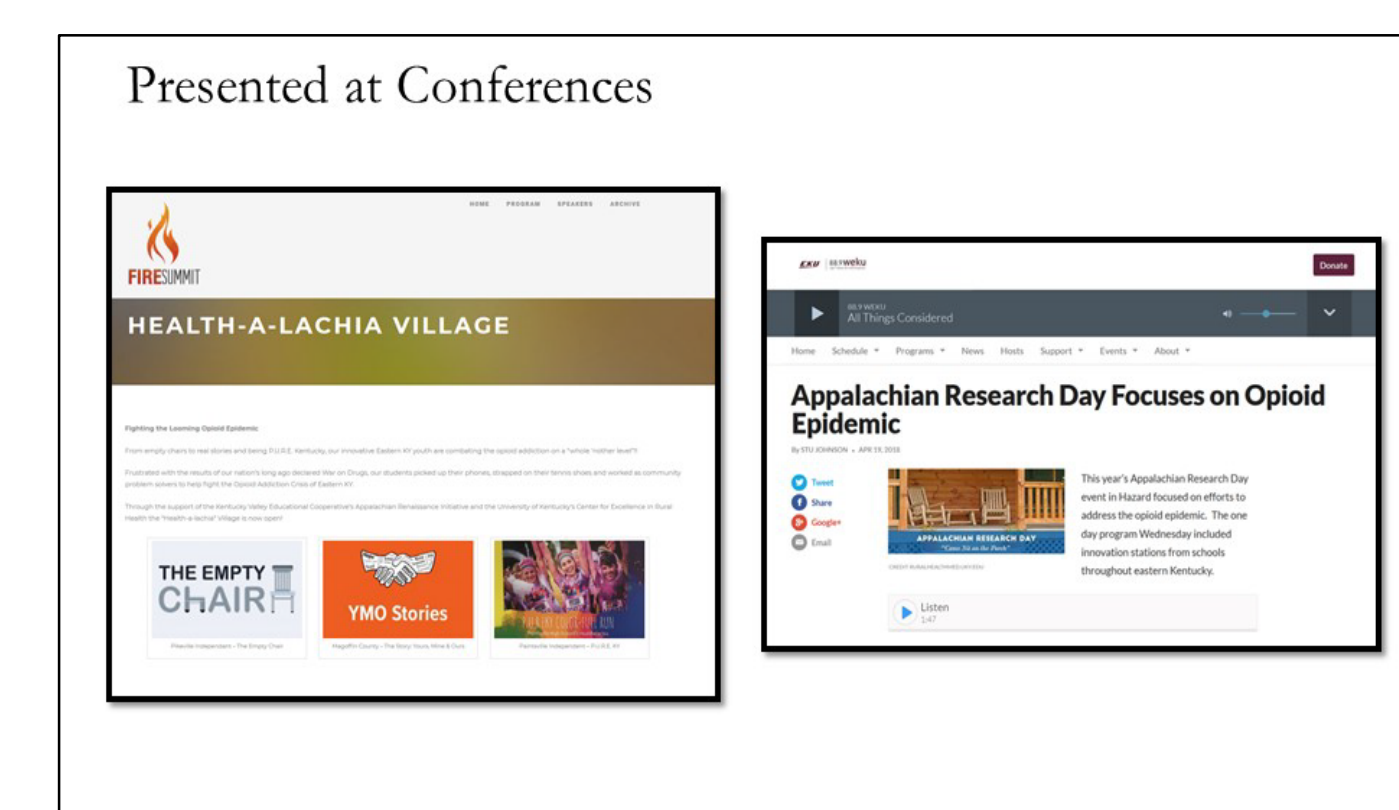 Presented at Conferences
HOME PROGRAM SPEAKERS ARCHIVE
FIRESUMMIT
HEALTH-A-LACHIA VILLAGE
Fighting the Looming Opioid Epidemic
From empty chairs to real stories and being P.U.R.E. Kentucky, our innovative Eastern KY youth are combating the opioid addiction on a "whole 'nother level"!
Frustrated with the results of our nation's long ago declared War on Drugs, our students picked up their phones, strapped on their tennis shoes and worked as community
problem solvers to help fight the Opioid Addiction Crisis of Eastern KY.
Through the support of the Kentucky Valley Educational Cooperative's Appalachian Renaissance Initiative and the University of Kentucky's Center for Excellence in Rural
Health the "Health-a-lachia" Village is now open!
THE EMPTY
CHAIR
Pikeville Independent - The Empty Chair
YMO Stories
Magoffin County - The Story Yours, Mine & Ours
Paintsville Independent - P.U.R.E. KY
EKU 88.9 weku
Donate
88.9 WEKU
All Things Considered
Home Schedule Programs News Hosts Support Events About
Appalachian Research Day Focuses on Opioid
Epidemic
By STU JOHNSON • APR 19, 2018
Tweet
Share
Google+
Email
APPALACHIAN RESEARCH DAY
"Come Sit on the Porch"
This year's Appalachian Research Day
event in Hazard focused on efforts to
address the opioid epidemic. The one
day program Wednesday included
innovation stations from schools
throughout eastern Kentucky.
Listen
1:47